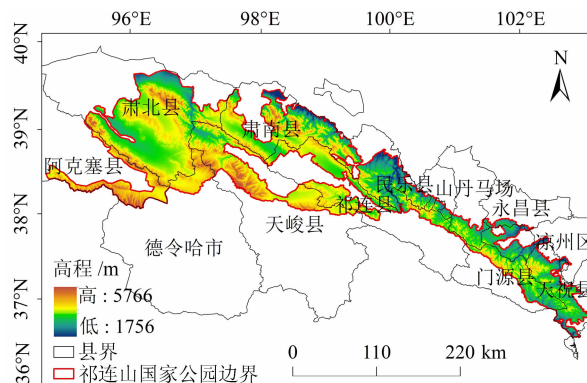 96°E 98°E 100°E 102°E
40°N
N
肃北县
39°N
肃南县
阿克塞县
民乐县
山丹马场
祁连县
永昌县
38°N
天峻县
凉州区
德令哈市
高程 /m
门源县
天祝县
37°N
高：5766
低：1756
县界
36°N
祁连山国家公园边界
0 110 220 km